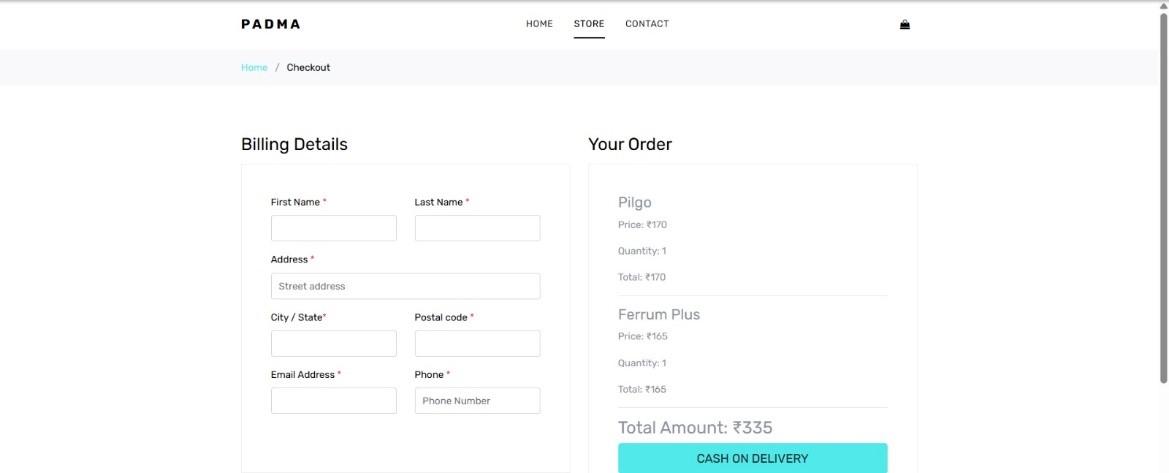 PADMA HOME STORE CONTACT
Home / Checkout
Billing Details
First Name * Last Name *
Address *
Street address
City / State* Postal code *
Email Address * Phone *
Phone Number
Your Order
Pilgo
Price: ₹170
Quantity: 1
Total: ₹170
Ferrum Plus
Price: ₹165
Quantity: 1
Total: ₹165
Total Amount: ₹335
CASH ON DELIVERY